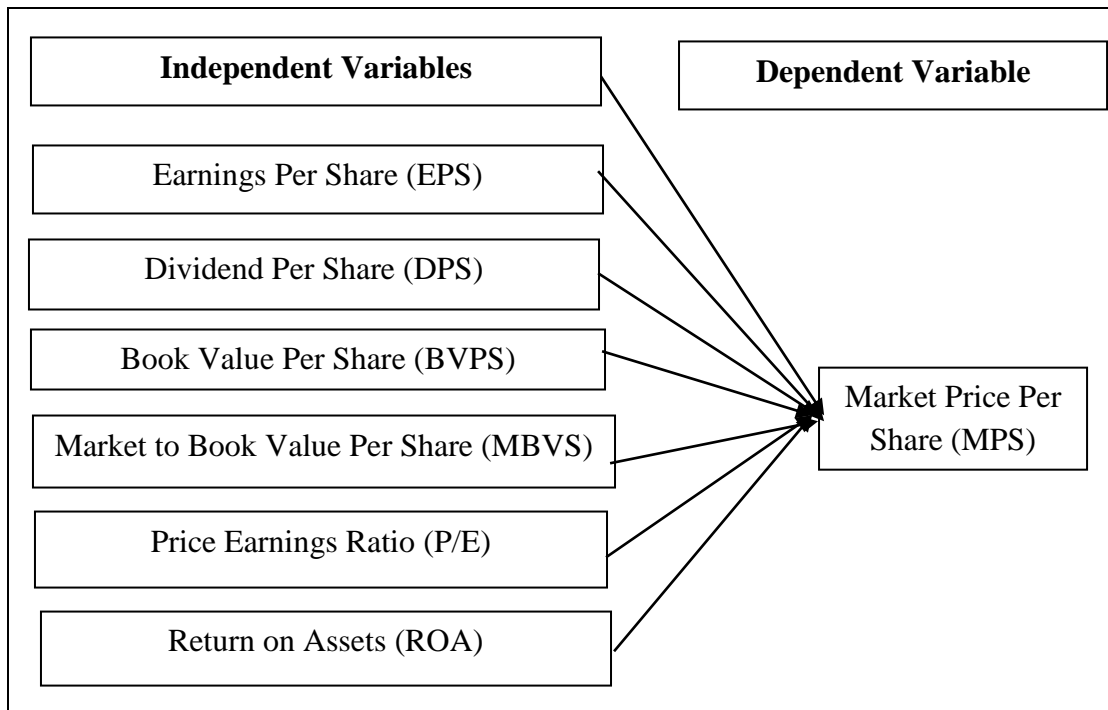 Independent Variables
Dependent Variable
Earnings Per Share (EPS)
Dividend Per Share (DPS)
Book Value Per Share (BVPS)
Market to Book Value Per Share (MBVS)
Price Earnings Ratio (P/E)
Return on Assets (ROA)
Market Price Per
Share (MPS)